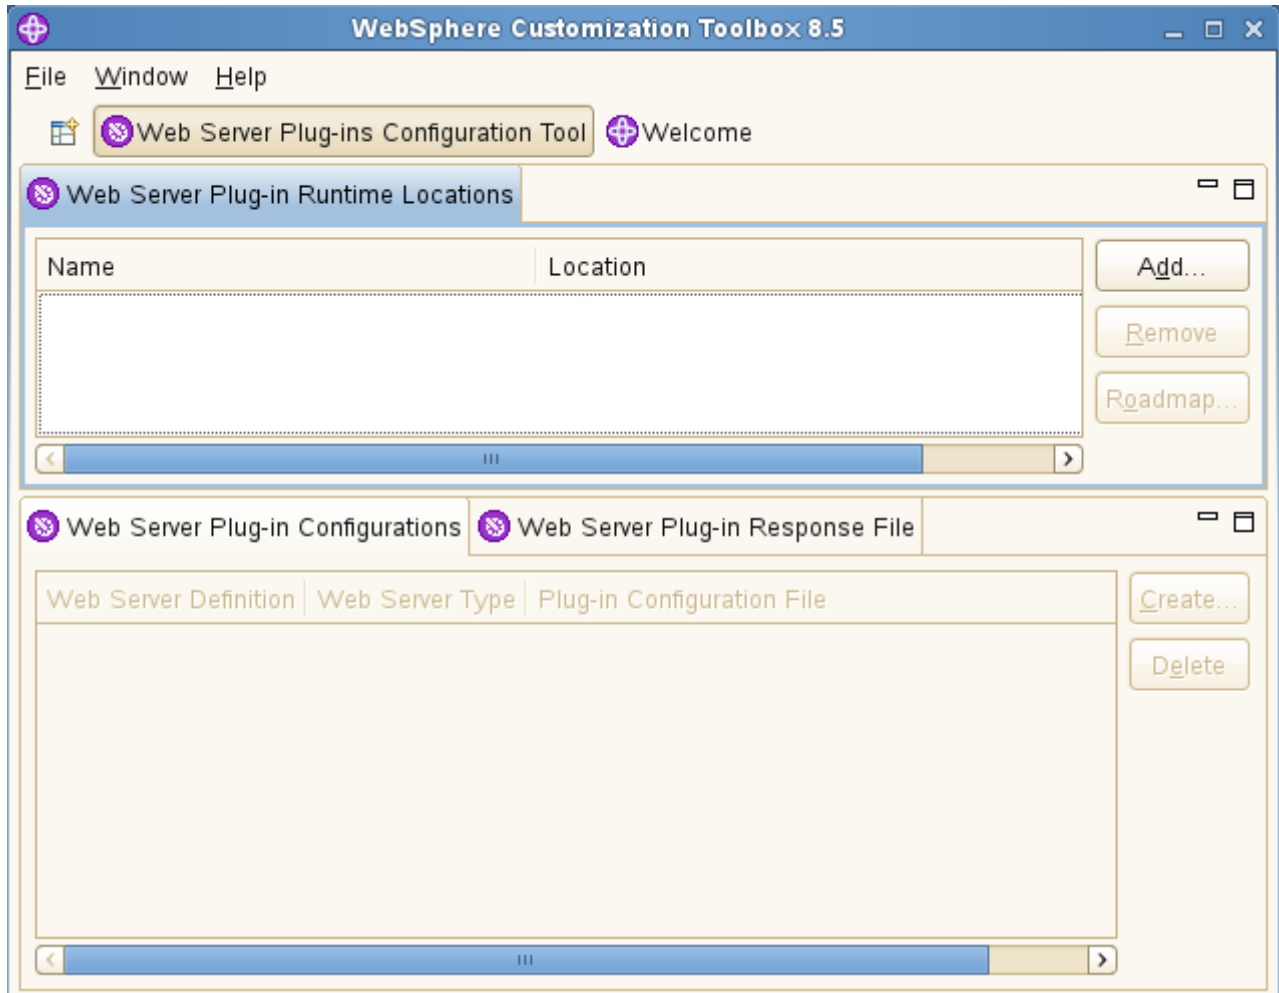 WebSphere Customization Toolbox 8.5
File Window Help
Web Server Plug-ins Configuration Tool Welcome
Web Server Plug-in Runtime Locations
Name Location Add...
Remove
Roadmap...
Web Server Plug-in Configurations Web Server Plug-in Response File
Web Server Definition Web Server Type Plug-in Configuration File Create...
Delete